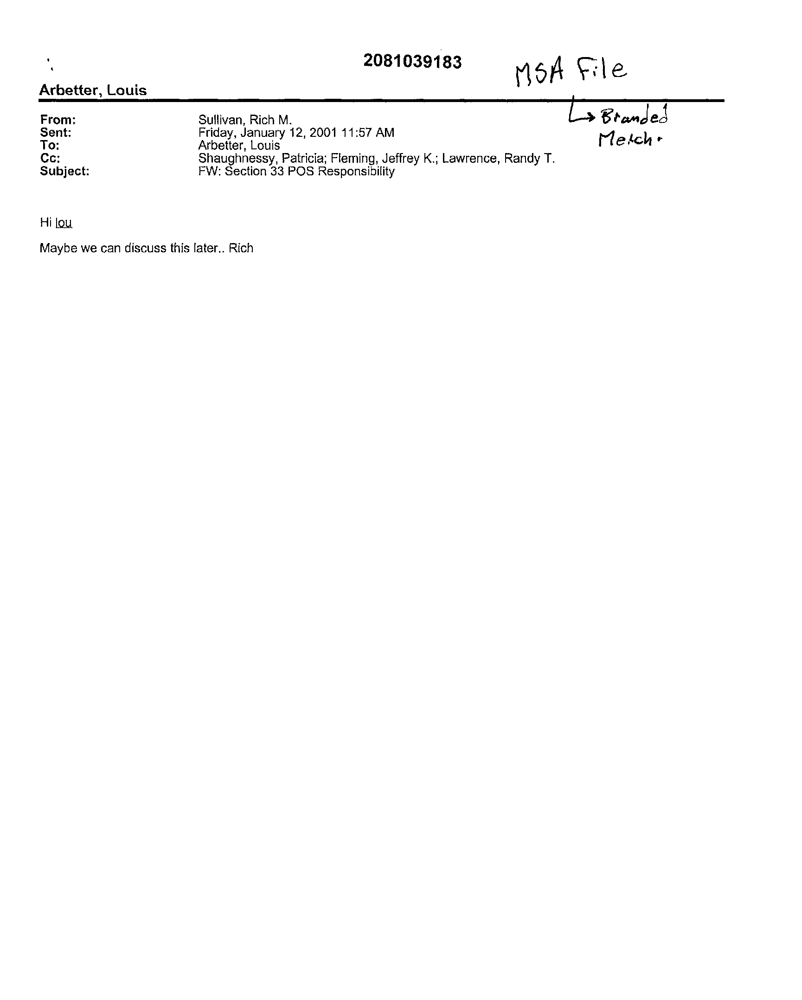 2081039183
MSA File
Arbetter, Louis
↳ Branded
Merch.
From: Sullivan, Rich M.
Sent: Friday, January 12, 2001 11:57 AM
To: Arbetter, Louis
Cc: Shaughnessy, Patricia; Fleming, Jeffrey K.; Lawrence, Randy T.
Subject: FW: Section 33 POS Responsibility
Hi lou
Maybe we can discuss this later.. Rich